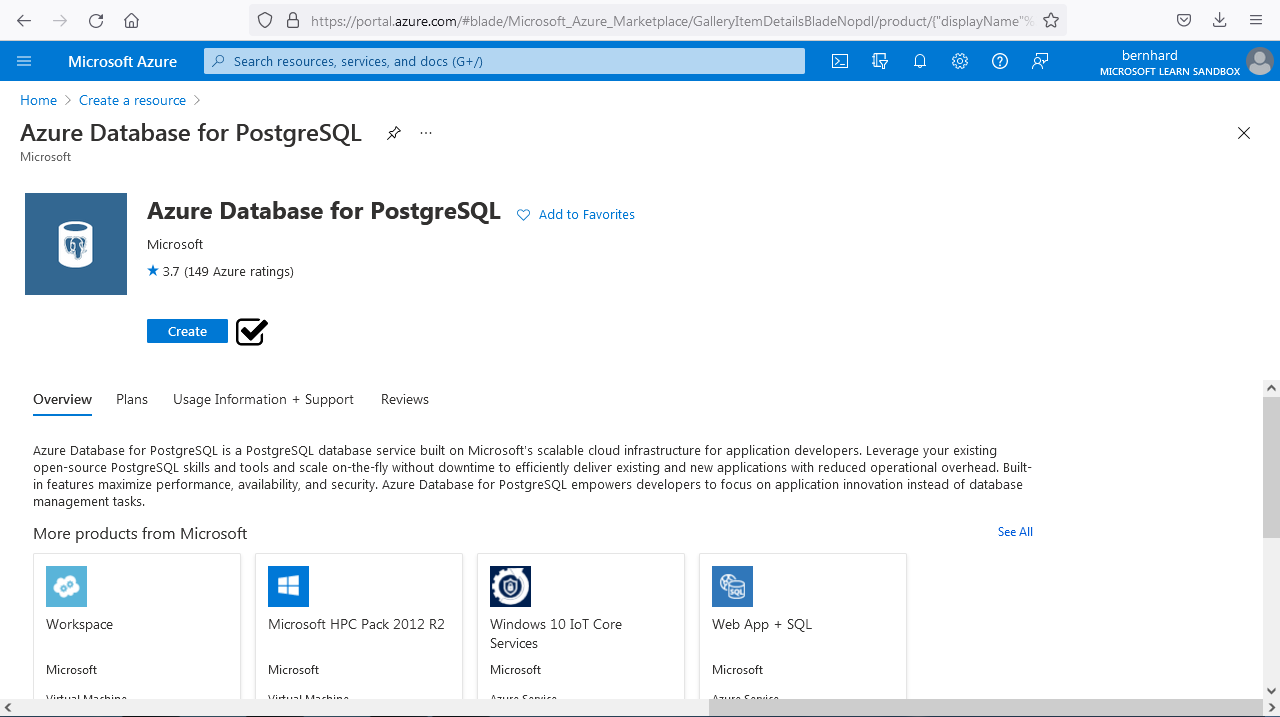 https://portal.azure.com/#blade/Microsoft_Azure_Marketplace/GalleryItemDetailsBladeNopdl/product/{"displayName"%
Microsoft Azure
Search resources, services, and docs (G+/)
bernhard
MICROSOFT LEARN SANDBOX
Home
Create a resource
Azure Database for PostgreSQL
...
Microsoft
Azure Database for PostgreSQL
Add to Favorites
Microsoft
3.7 (149 Azure ratings)
Create
Overview
Plans
Usage Information + Support
Reviews
Azure Database for PostgreSQL is a PostgreSQL database service built on Microsoft's scalable cloud infrastructure for application developers. Leverage your existing
open-source PostgreSQL skills and tools and scale on-the-fly without downtime to efficiently deliver existing and new applications with reduced operational overhead. Built-
in features maximize performance, availability, and security. Azure Database for PostgreSQL empowers developers to focus on application innovation instead of database
management tasks.
More products from Microsoft
See All
Workspace
Microsoft
Virtual Machine
Microsoft HPC Pack 2012 R2
Microsoft
Virtual Machine
Windows 10 IoT Core
Services
Microsoft
Azure Service
SQL
Web App + SQL
Microsoft
Azure Service